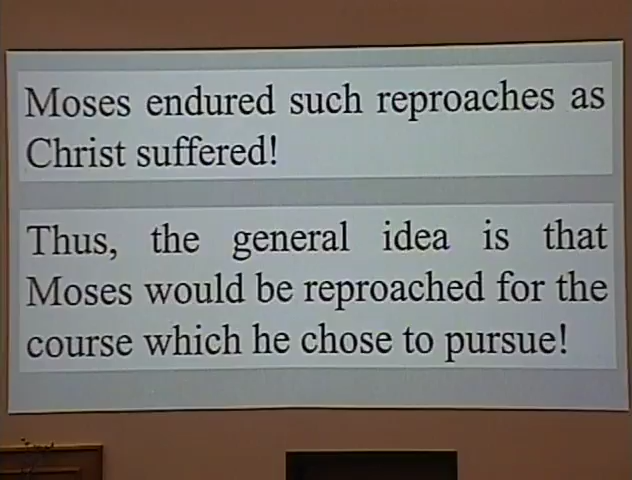 Moses endured such reproaches as
Christ suffered!
Thus, the general idea is that
Moses would be reproached for the
course which he chose to pursue!